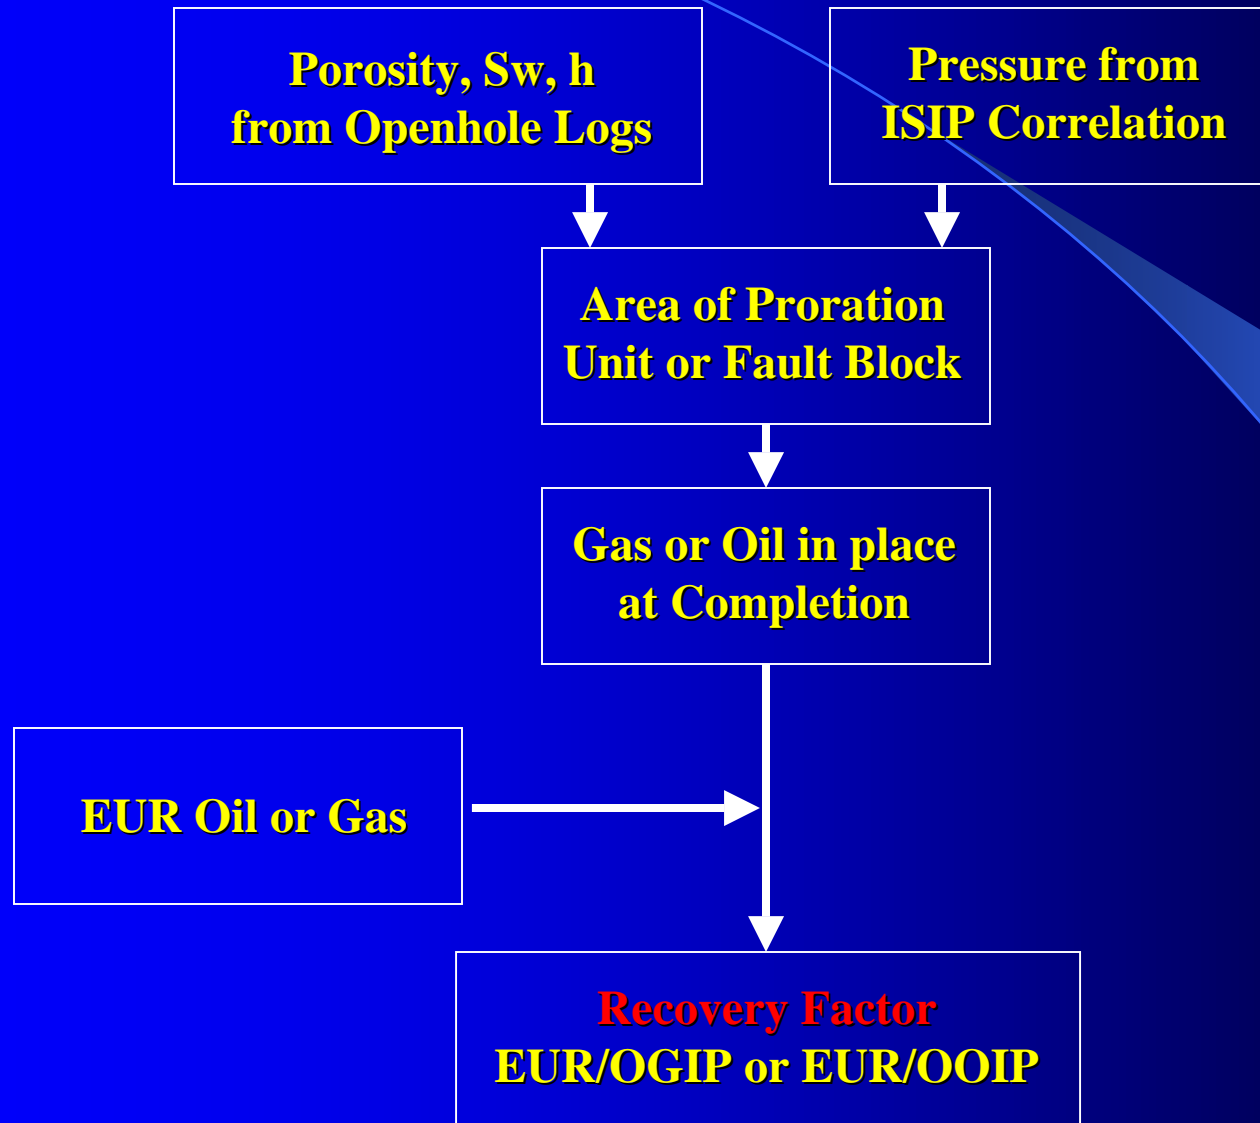 Porosity, Sw, h
from Openhole Logs
Pressure from
ISIP Correlation
Area of Proration
Unit or Fault Block
Gas or Oil in place
at Completion
EUR Oil or Gas
Recovery Factor
EUR/OGIP or EUR/OOIP